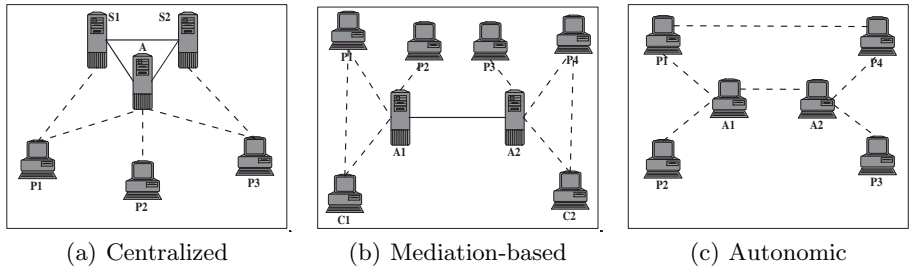 S1 S2
A
P1
P2
P3
P1 P2 P3 P4
A1 A2
C1 C2
P1 P4
A1 A2
P2 P3
(a) Centralized (b) Mediation-based (c) Autonomic